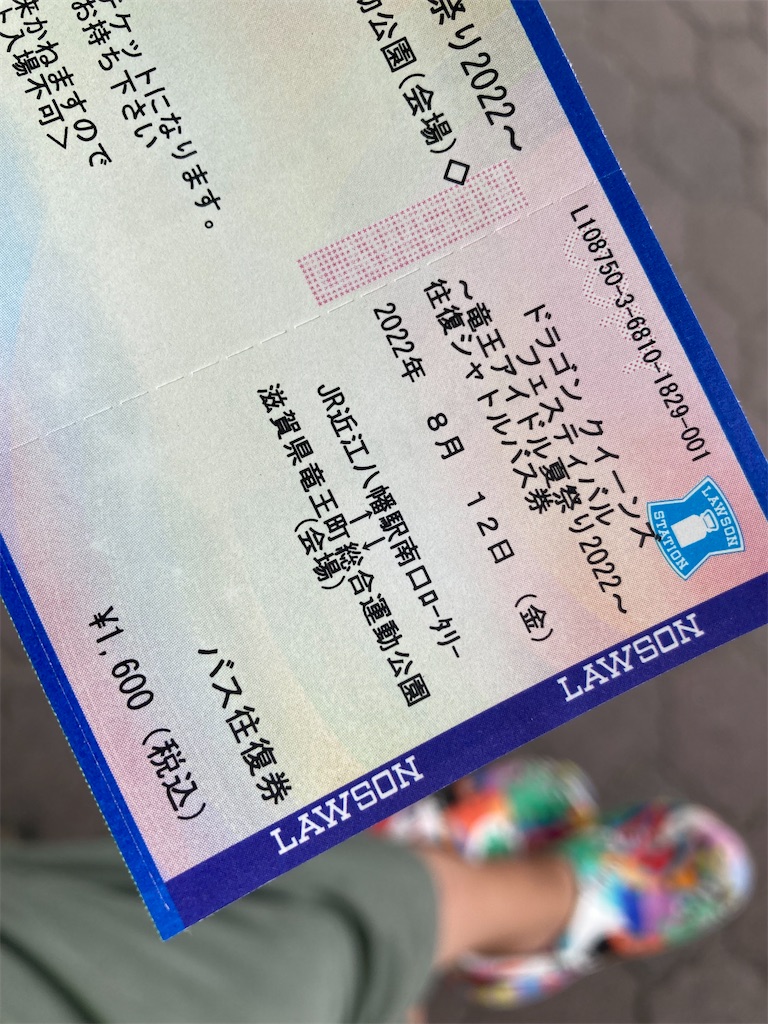 祭り2022～
動公園(会場)◇
ケットになります。
お持ち下さい
来かねますので
ト入場不可>
L108750-3-6810-1829-001
LAWSON
STATION
ドラゴン クイーンズ
フェスティバル
～竜王アイドル夏祭り2022～
往復シャトルバス券
2022年 8月 12日 (金)
JR近江八幡駅南口ﾛｰﾀﾘｰ
↑↓
滋賀県竜王町総合運動公園
(会場)
バス往復券
¥1,600(税込)
LAWSON
LAWSON